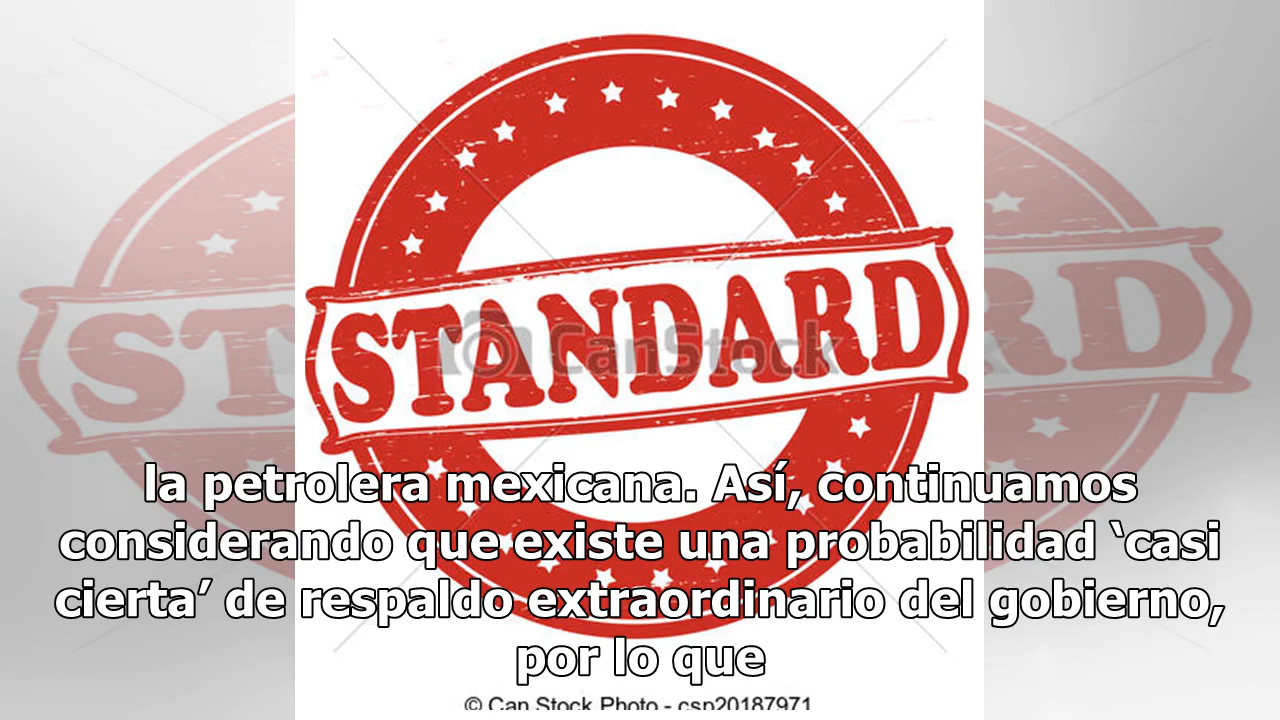 STANDARD
© CanStock
la petrolera mexicana. Así, continuamos
considerando que existe una probabilidad ‘casi
cierta’ de respaldo extraordinario del gobierno,
por lo que
© Can Stock Photo - csp20187971